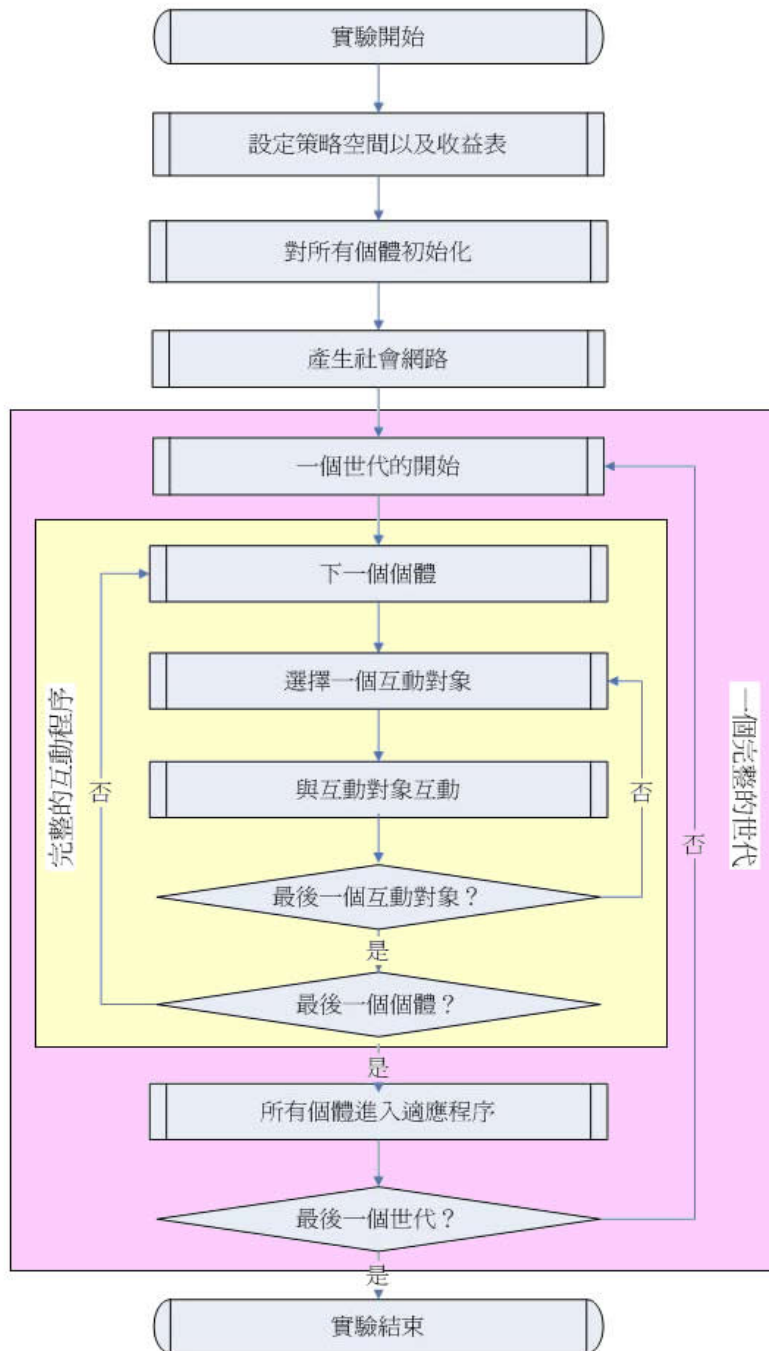 實驗開始
設定策略空間以及收益表
對所有個體初始化
產生社會網路
一個世代的開始
下一個個體
選擇一個互動對象
完整的互動程序
一個完整的世代
與互動對象互動
否
否
否
最後一個互動對象？
是
最後一個個體？
是
所有個體進入適應程序
最後一個世代？
是
實驗結束